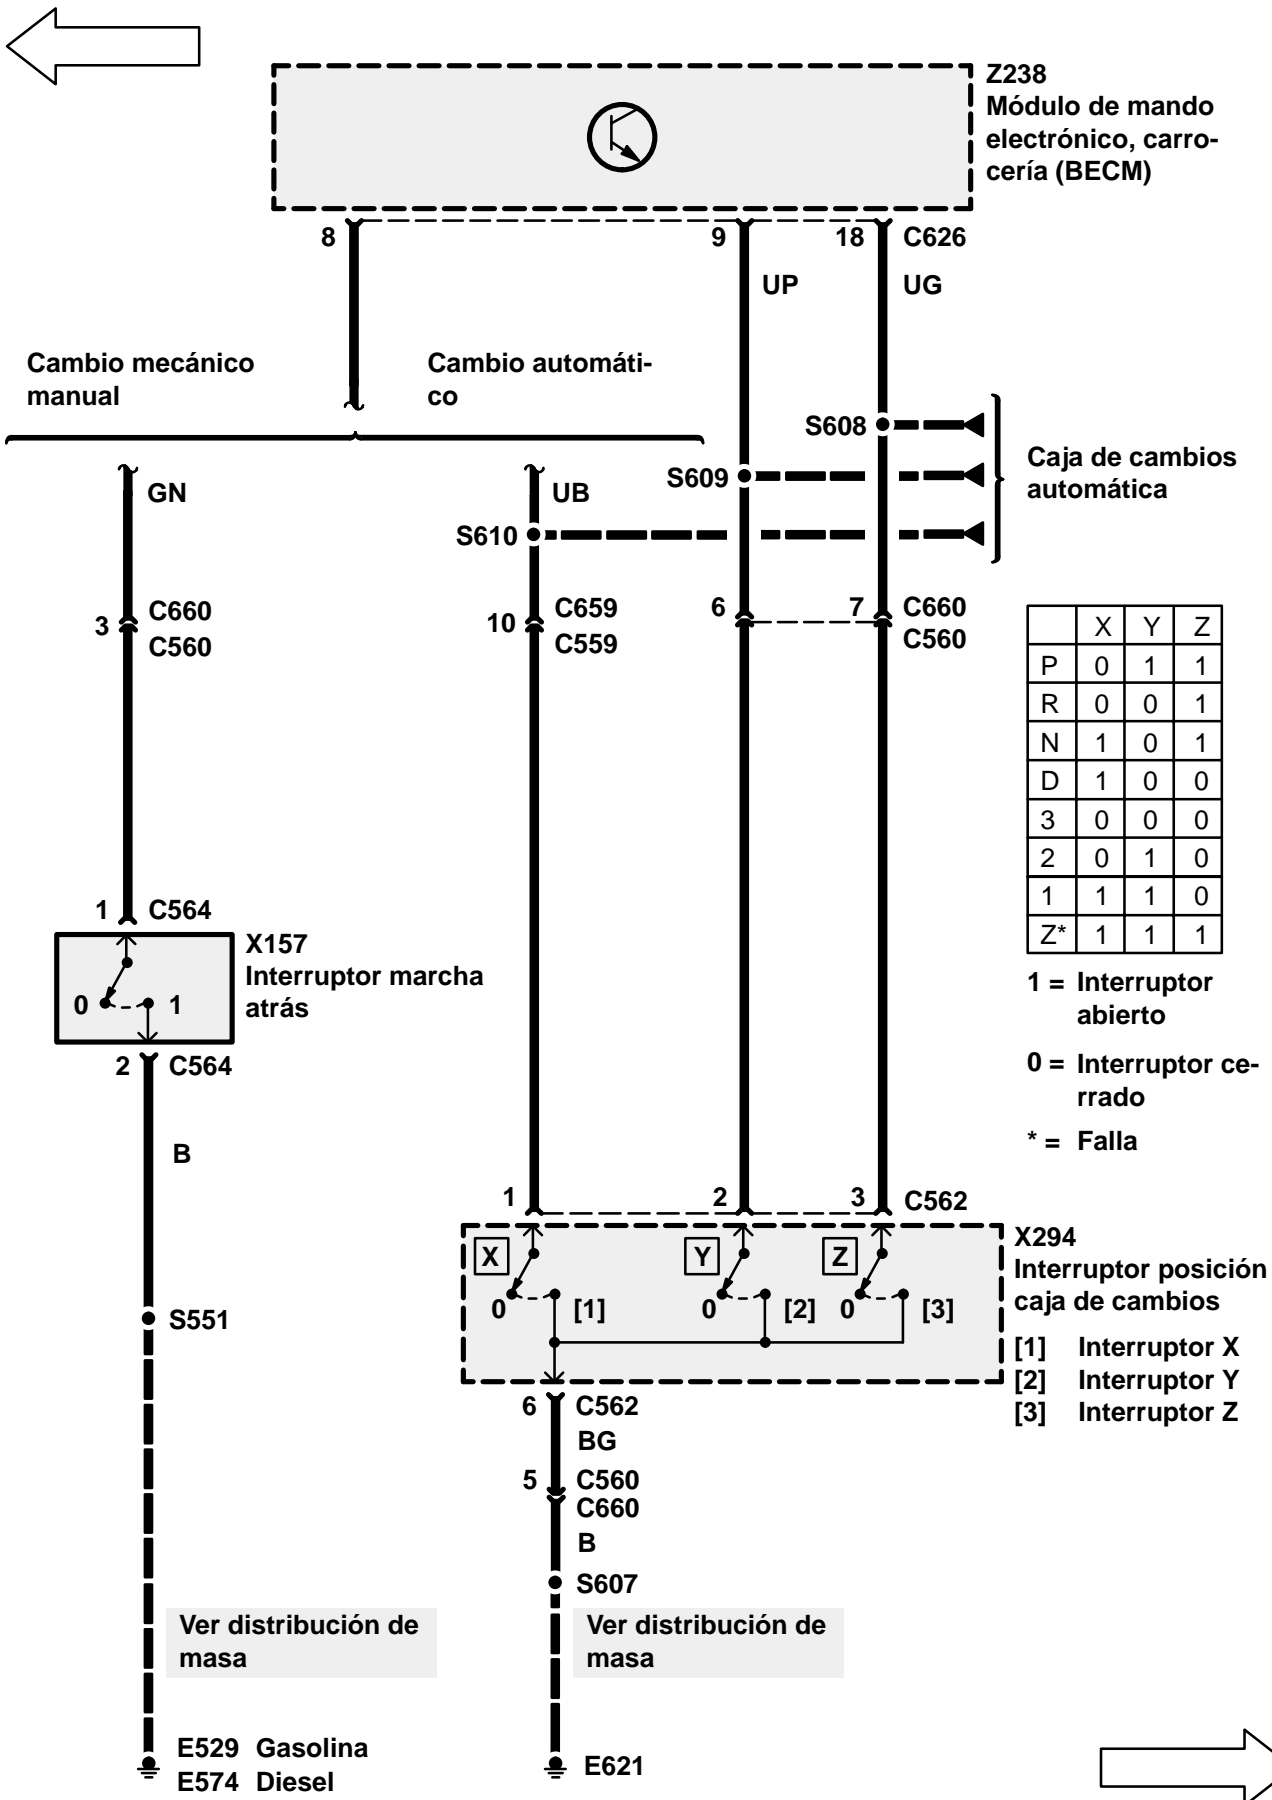 Z238
Módulo de mando
electrónico, carro-
cería (BECM)
8
9
18
C626
UP
UG
Cambio mecánico
manual
Cambio automáti-
co
S608
Caja de cambios
automática
GN
UB
S609
S610
3
C660
C560
10
C659
C559
6
7
C660
C560
X Y Z
P 0 1 1
R 0 0 1
N 1 0 1
D 1 0 0
3 0 0 0
2 0 1 0
1 1 1 0
Z* 1 1 1
1 = Interruptor
abierto
0 = Interruptor ce-
rrado
* = Falla
1
C564
X157
Interruptor marcha
atrás
0
1
2
C564
B
1
2
3
C562
X
Y
Z
0
[1]
0
[2]
0
[3]
X294
Interruptor posición
caja de cambios
[1] Interruptor X
[2] Interruptor Y
[3] Interruptor Z
S551
6
C562
BG
5
C560
C660
B
S607
Ver distribución de
masa
Ver distribución de
masa
E529 Gasolina
E574 Diesel
E621